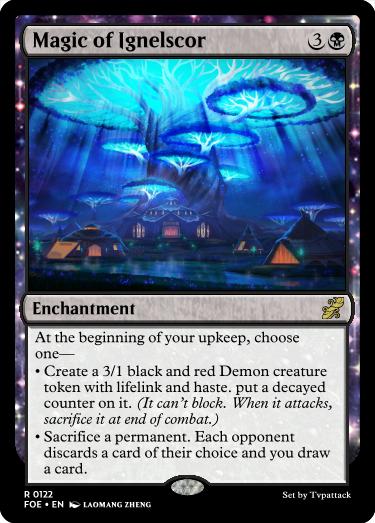 Magic of Ignelscor 3
Enchantment
At the beginning of your upkeep, choose
one—
• Create a 3/1 black and red Demon creature
token with lifelink and haste. put a decayed
counter on it. (It can't block. When it attacks,
sacrifice it at end of combat.)
• Sacrifice a permanent. Each opponent
discards a card of their choice and you draw
a card.
R 0122
FOE • EN LAOMANG ZHENG
Set by Tvpattack